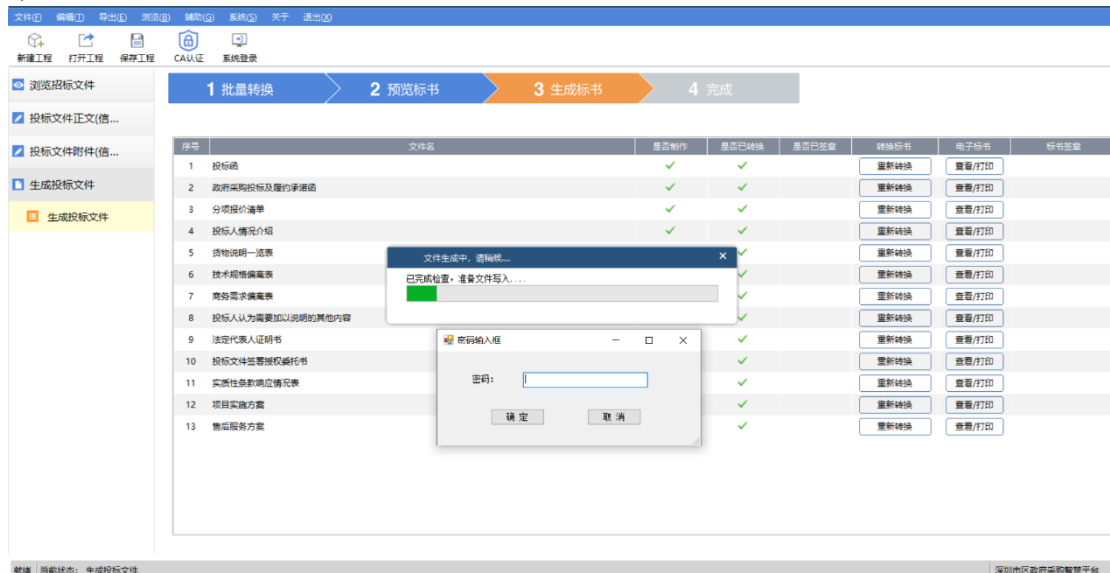 文件(F) 编辑(I) 导出(E) 浏览(B) 辅助(G) 系统(S) 关于 退出(X)
新建工程 打开工程 保存工程 CA认证 系统登录
浏览招标文件
1 批量转换 2 预览标书 3 生成标书 4 完成
投标文件正文(信...
投标文件附件(信...
生成投标文件
生成投标文件
序号 文件名 是否制作 是否已转换 是否已签章 转换标书 电子标书 标书签章
1 投标函 重新转换 查看/打印
2 政府采购投标及履约承诺函 重新转换 查看/打印
3 分项报价清单 重新转换 查看/打印
4 投标人情况介绍 重新转换 查看/打印
5 货物说明一览表 重新转换 查看/打印
6 技术规格偏离表 重新转换 查看/打印
7 商务需求偏离表 重新转换 查看/打印
8 投标人认为需要加以说明的其他内容 重新转换 查看/打印
9 法定代表人证明书 重新转换 查看/打印
10 投标文件签署授权委托书 重新转换 查看/打印
11 实质性条款响应情况表 重新转换 查看/打印
12 项目实施方案 重新转换 查看/打印
13 售后服务方案 重新转换 查看/打印
文件生成中，请稍候....
已完成检查，准备文件写入....
密码输入框
密码：
确 定 取 消
就绪 当前状态： 生成投标文件 深圳市区政府采购智慧平台